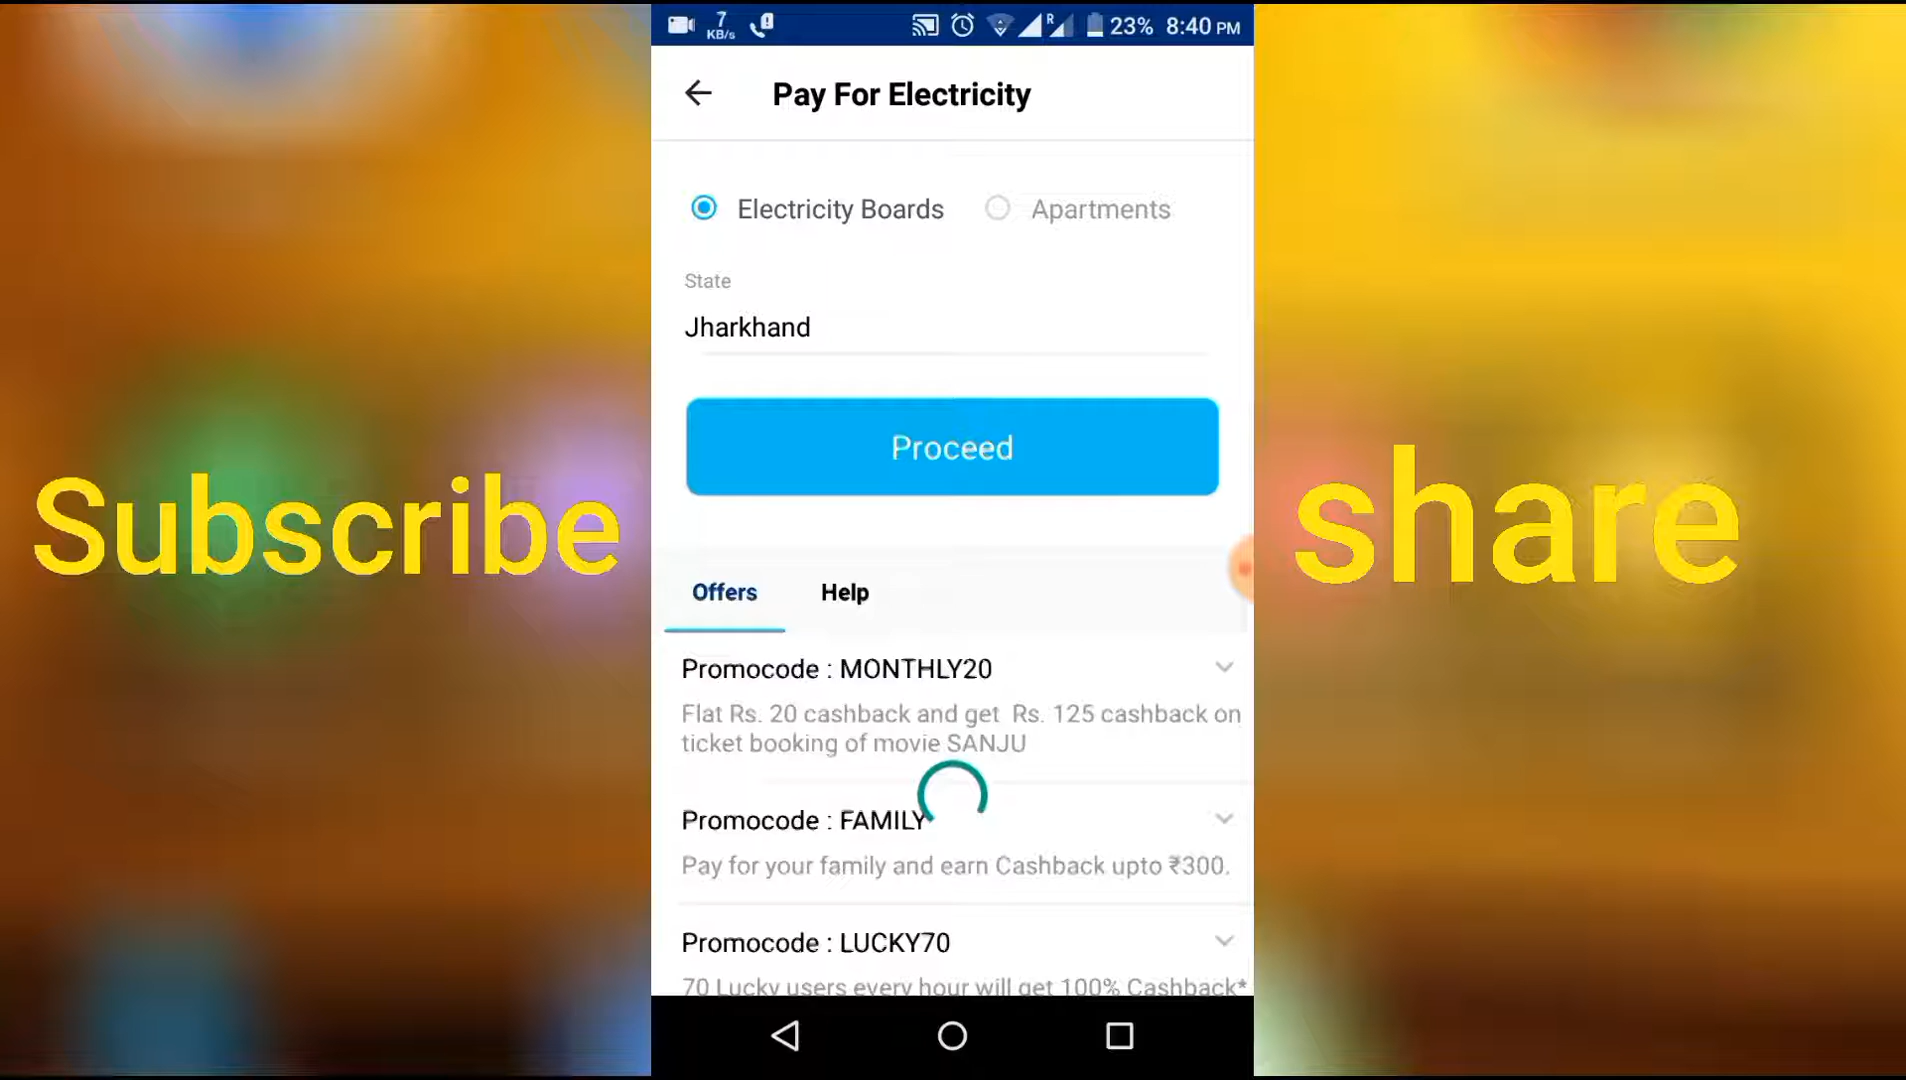 7
KB/s
R
23% 8:40 PM
Pay For Electricity
Electricity Boards
Apartments
State
Jharkhand
Proceed
Subscribe
share
Offers
Help
Promocode : MONTHLY20
Flat Rs. 20 cashback and get Rs. 125 cashback on
ticket booking of movie SANJU
Promocode : FAMILY
Pay for your family and earn Cashback upto ₹300.
Promocode : LUCKY70
70 Lucky users every hour will get 100% Cashback*